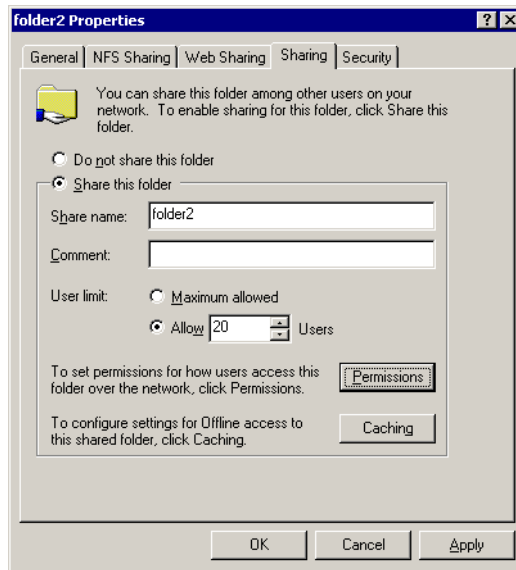 folder2 Properties
General NFS Sharing Web Sharing Sharing Security
You can share this folder among other users on your
network. To enable sharing for this folder, click Share this
folder.
Do not share this folder
Share this folder
Share name: folder2
Comment:
User limit: Maximum allowed
Allow 20 Users
To set permissions for how users access this
folder over the network, click Permissions.
Permissions
To configure settings for Offline access to
this shared folder, click Caching.
Caching
OK Cancel Apply